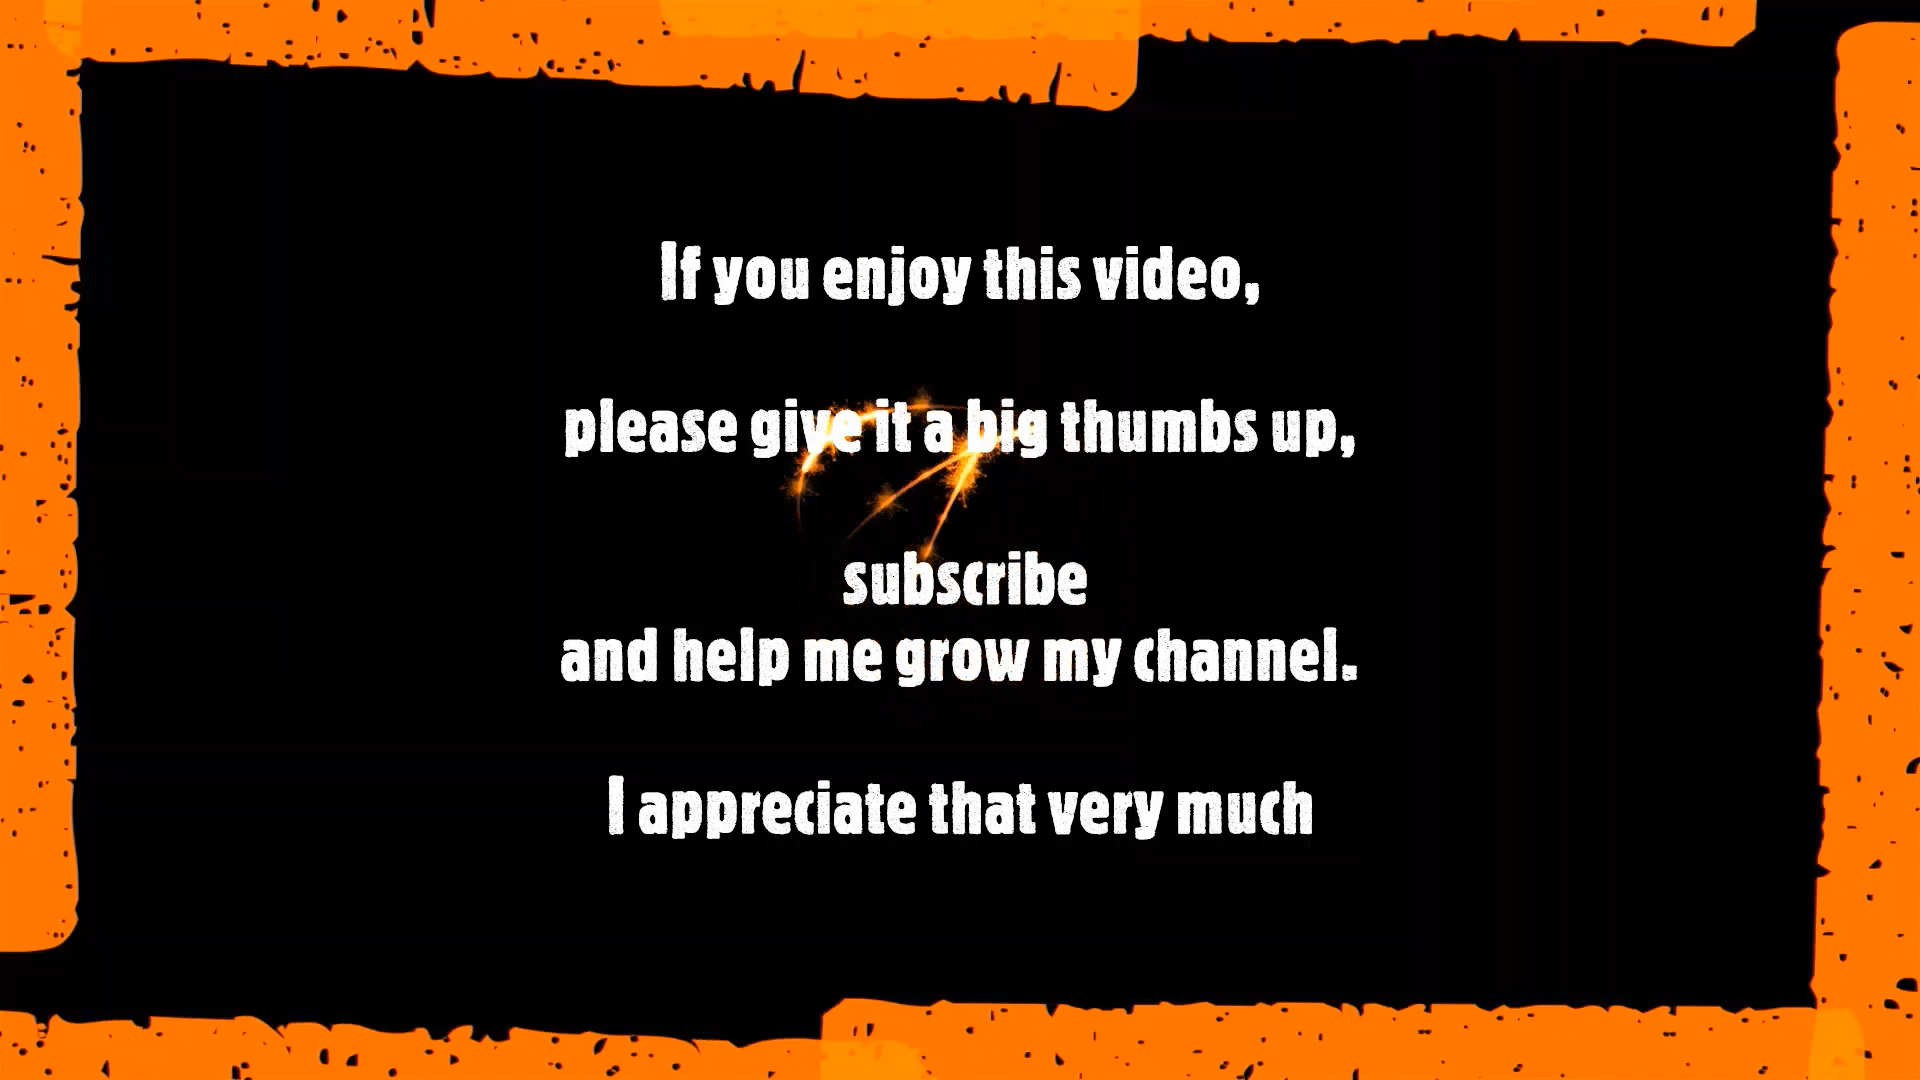 If you enjoy this video,
please give it a big thumbs up,
subscribe
and help me grow my channel.
I appreciate that very much